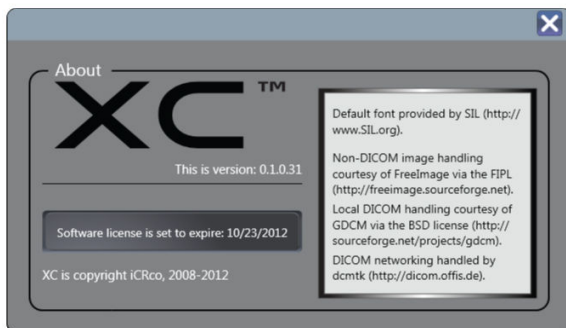 About
XC™
This is version: 0.1.0.31
Software license is set to expire: 10/23/2012
XC is copyright iCRco, 2008-2012
Default font provided by SIL (http://
www.SIL.org).
Non-DICOM image handling
courtesy of FreeImage via the FIPL
(http://freeimage.sourceforge.net).
Local DICOM handling courtesy of
GDCM via the BSD license (http://
sourceforge.net/projects/gdcm).
DICOM networking handled by
dcmtk (http://dicom.offis.de).